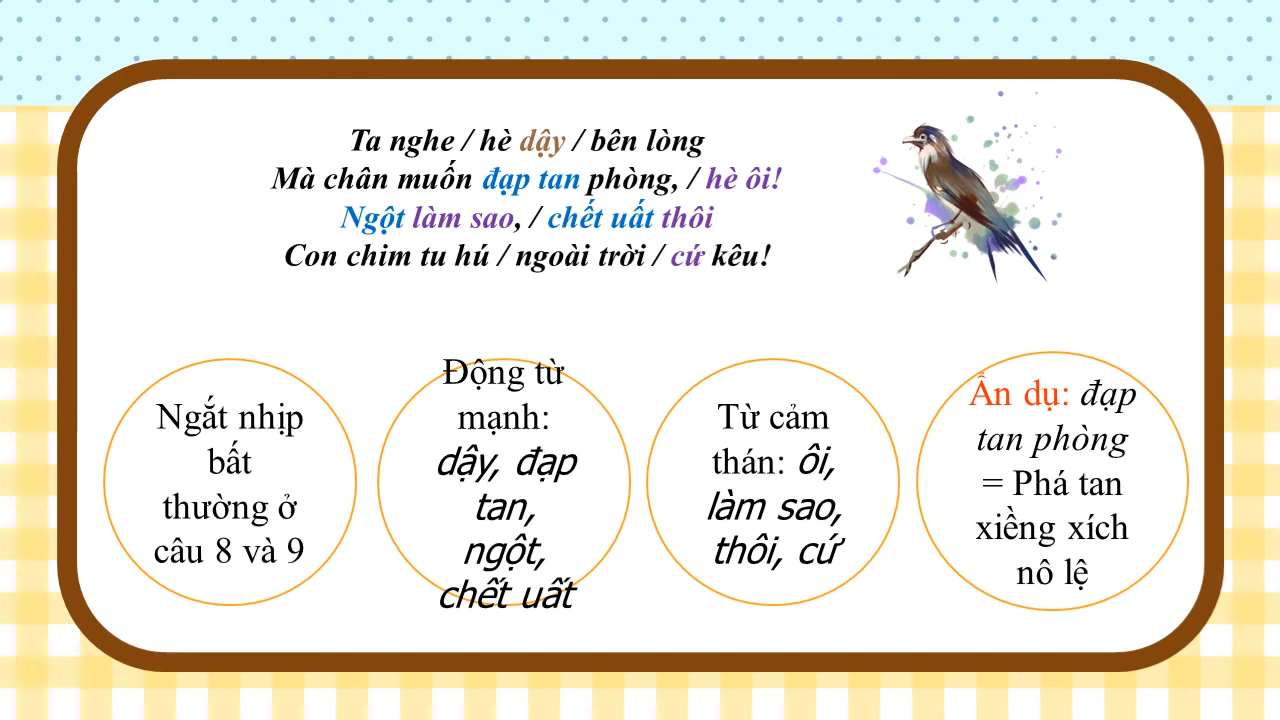 Ta nghe / hè dậy / bên lòng
Mà chân muốn đạp tan phòng, / hè ôi!
Ngột làm sao, / chết uất thôi
Con chim tu hú / ngoài trời / cứ kêu!
Ngắt nhịp
bất
thường ở
câu 8 và 9
Động từ
mạnh:
dậy, đạp
tan,
ngột,
chết uất
Từ cảm
thán: ôi,
làm sao,
thôi, cứ
Ẩn dụ: đạp
tan phòng
= Phá tan
xiềng xích
nô lệ